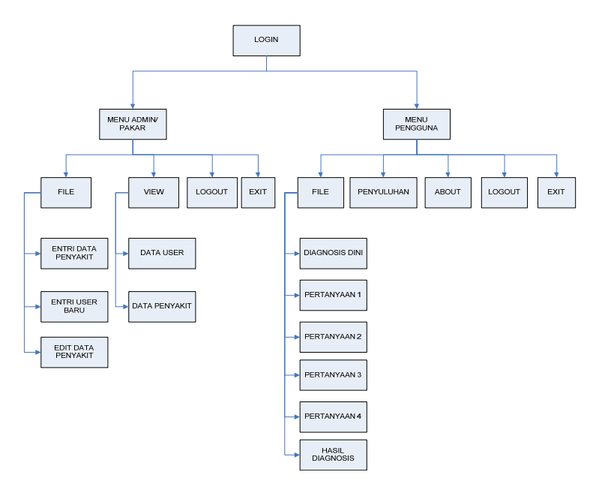 LOGIN
MENU ADMIN/
PAKAR
MENU
PENGGUNA
FILE
VIEW
LOGOUT
EXIT
FILE
PENYULUHAN
ABOUT
LOGOUT
EXIT
ENTRI DATA
PENYAKIT
ENTRI USER
BARU
EDIT DATA
PENYAKIT
DATA USER
DATA PENYAKIT
DIAGNOSIS DINI
PERTANYAAN 1
PERTANYAAN 2
PERTANYAAN 3
PERTANYAAN 4
HASIL
DIAGNOSIS